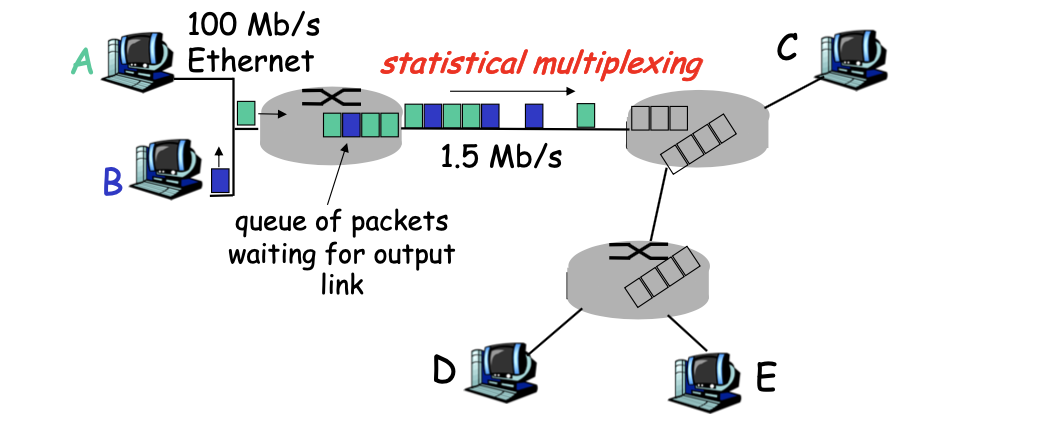 100 Mb/s
A
Ethernet
statistical multiplexing
C
1.5 Mb/s
B
queue of packets
waiting for output
link
D
E